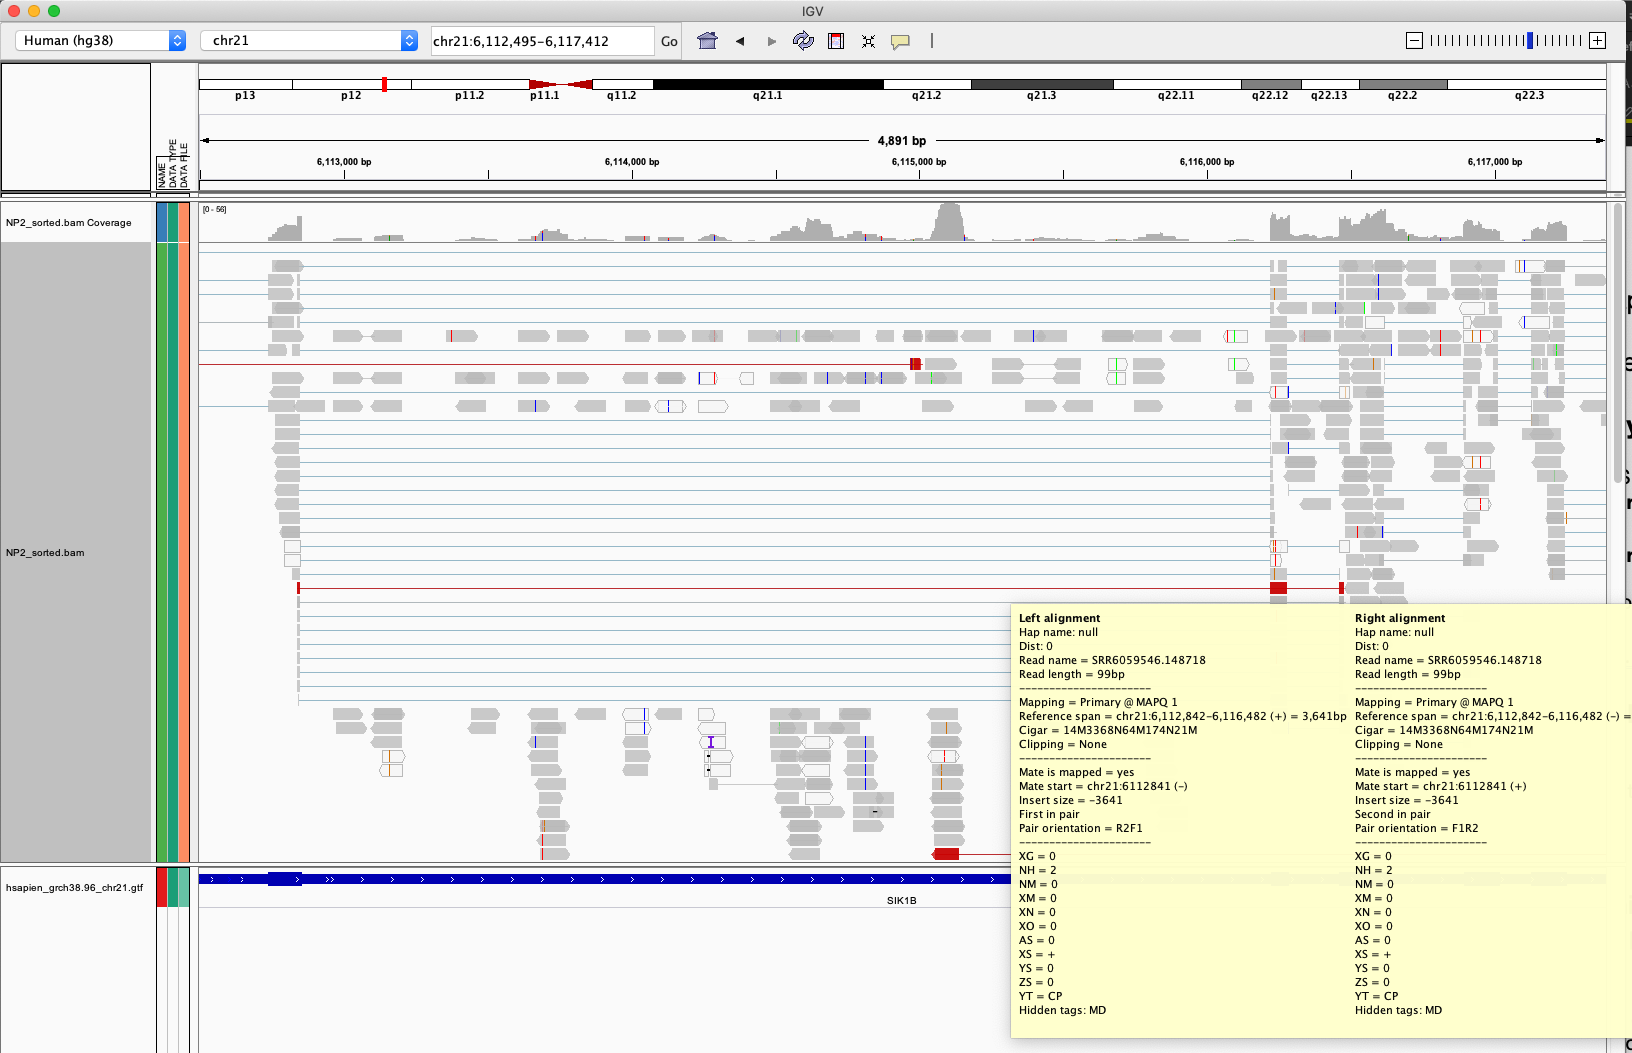 IGV
Human (hg38)
chr21
chr21:6,112,495-6,117,412
Go
p13
p12
p11.2
p11.1
q11.2
q21.1
q21.2
q21.3
q22.11
q22.12
q22.13
q22.2
q22.3
4,891 bp
6,113,000 bp
6,114,000 bp
6,115,000 bp
6,116,000 bp
6,117,000 bp
NAME
DATA TYPE
DATA FILE
NP2_sorted.bam Coverage
[0 - 56]
NP2_sorted.bam
hsapien_grch38.96_chr21.gtf
SIK1B
Left alignment
Hap name: null
Dist: 0
Read name = SRR6059546.148718
Read length = 99bp
----------------------
Mapping = Primary @ MAPQ 1
Reference span = chr21:6,112,842-6,116,482 (+) = 3,641bp
Cigar = 14M3368N64M174N21M
Clipping = None
----------------------
Mate is mapped = yes
Mate start = chr21:6112841 (-)
Insert size = -3641
First in pair
Pair orientation = R2F1
----------------------
XG = 0
NH = 2
NM = 0
XM = 0
XN = 0
XO = 0
AS = 0
XS = +
YS = 0
ZS = 0
YT = CP
Hidden tags: MD
Right alignment
Hap name: null
Dist: 0
Read name = SRR6059546.148718
Read length = 99bp
----------------------
Mapping = Primary @ MAPQ 1
Reference span = chr21:6,112,842-6,116,482 (-) =
Cigar = 14M3368N64M174N21M
Clipping = None
----------------------
Mate is mapped = yes
Mate start = chr21:6112841 (+)
Insert size = -3641
Second in pair
Pair orientation = F1R2
----------------------
XG = 0
NH = 2
NM = 0
XM = 0
XN = 0
XO = 0
AS = 0
XS = +
YS = 0
ZS = 0
YT = CP
Hidden tags: MD